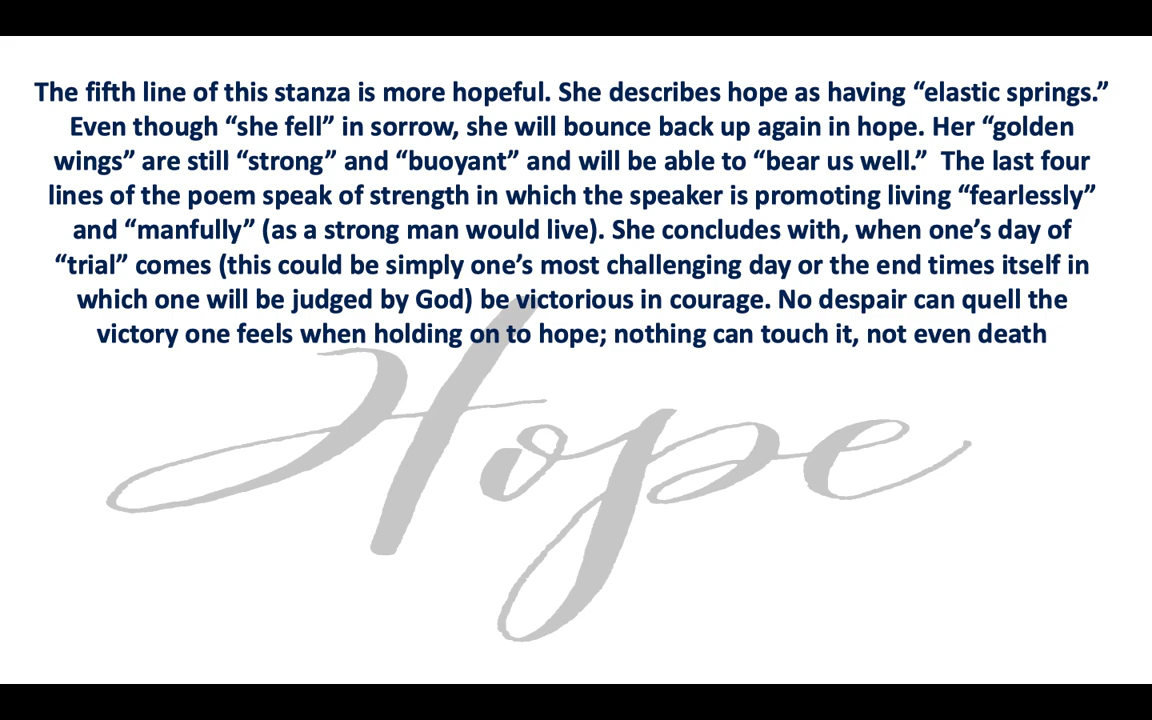 The fifth line of this stanza is more hopeful. She describes hope as having “elastic springs.”
Even though “she fell” in sorrow, she will bounce back up again in hope. Her “golden
wings” are still “strong” and “buoyant” and will be able to “bear us well.”  The last four
lines of the poem speak of strength in which the speaker is promoting living “fearlessly”
and “manfully” (as a strong man would live). She concludes with, when one’s day of
“trial” comes (this could be simply one’s most challenging day or the end times itself in
which one will be judged by God) be victorious in courage. No despair can quell the
victory one feels when holding on to hope; nothing can touch it, not even death
Hope